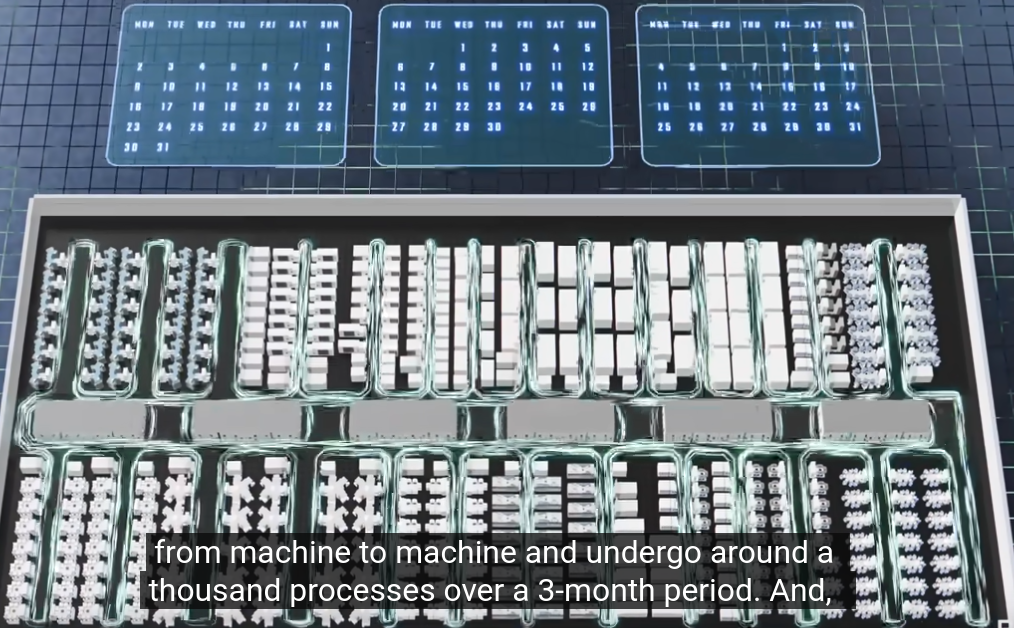 MON TUE WED THU FRI SAT SUN
1
2 3 4 5 6 7 8
9 10 11 12 13 14 15
16 17 18 19 20 21 22
23 24 25 26 27 28 29
30 31
MON TUE WED THU FRI SAT SUN
1 2 3 4 5
6 7 8 9 10 11 12
13 14 15 16 17 18 19
20 21 22 23 24 25 26
27 28 29 30
MON TUE WED THU FRI SAT SUN
1 2 3
4 5 6 7 8 9 10
11 12 13 14 15 16 17
18 19 20 21 22 23 24
25 26 27 28 29 30 31
from machine to machine and undergo around a
thousand processes over a 3-month period. And,